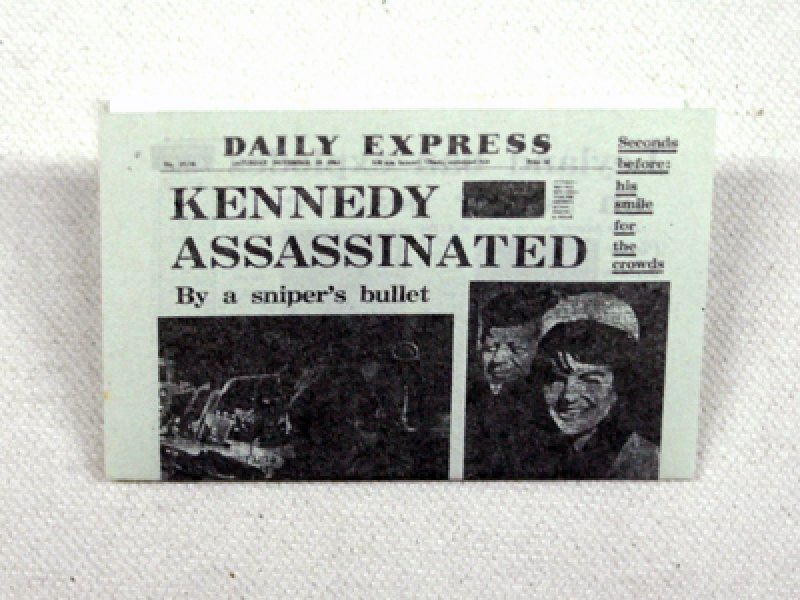 DAILY EXPRESS
KENNEDY
ASSASSINATED
By a sniper's bullet
Seconds
before:
his
smile
for
the
crowds